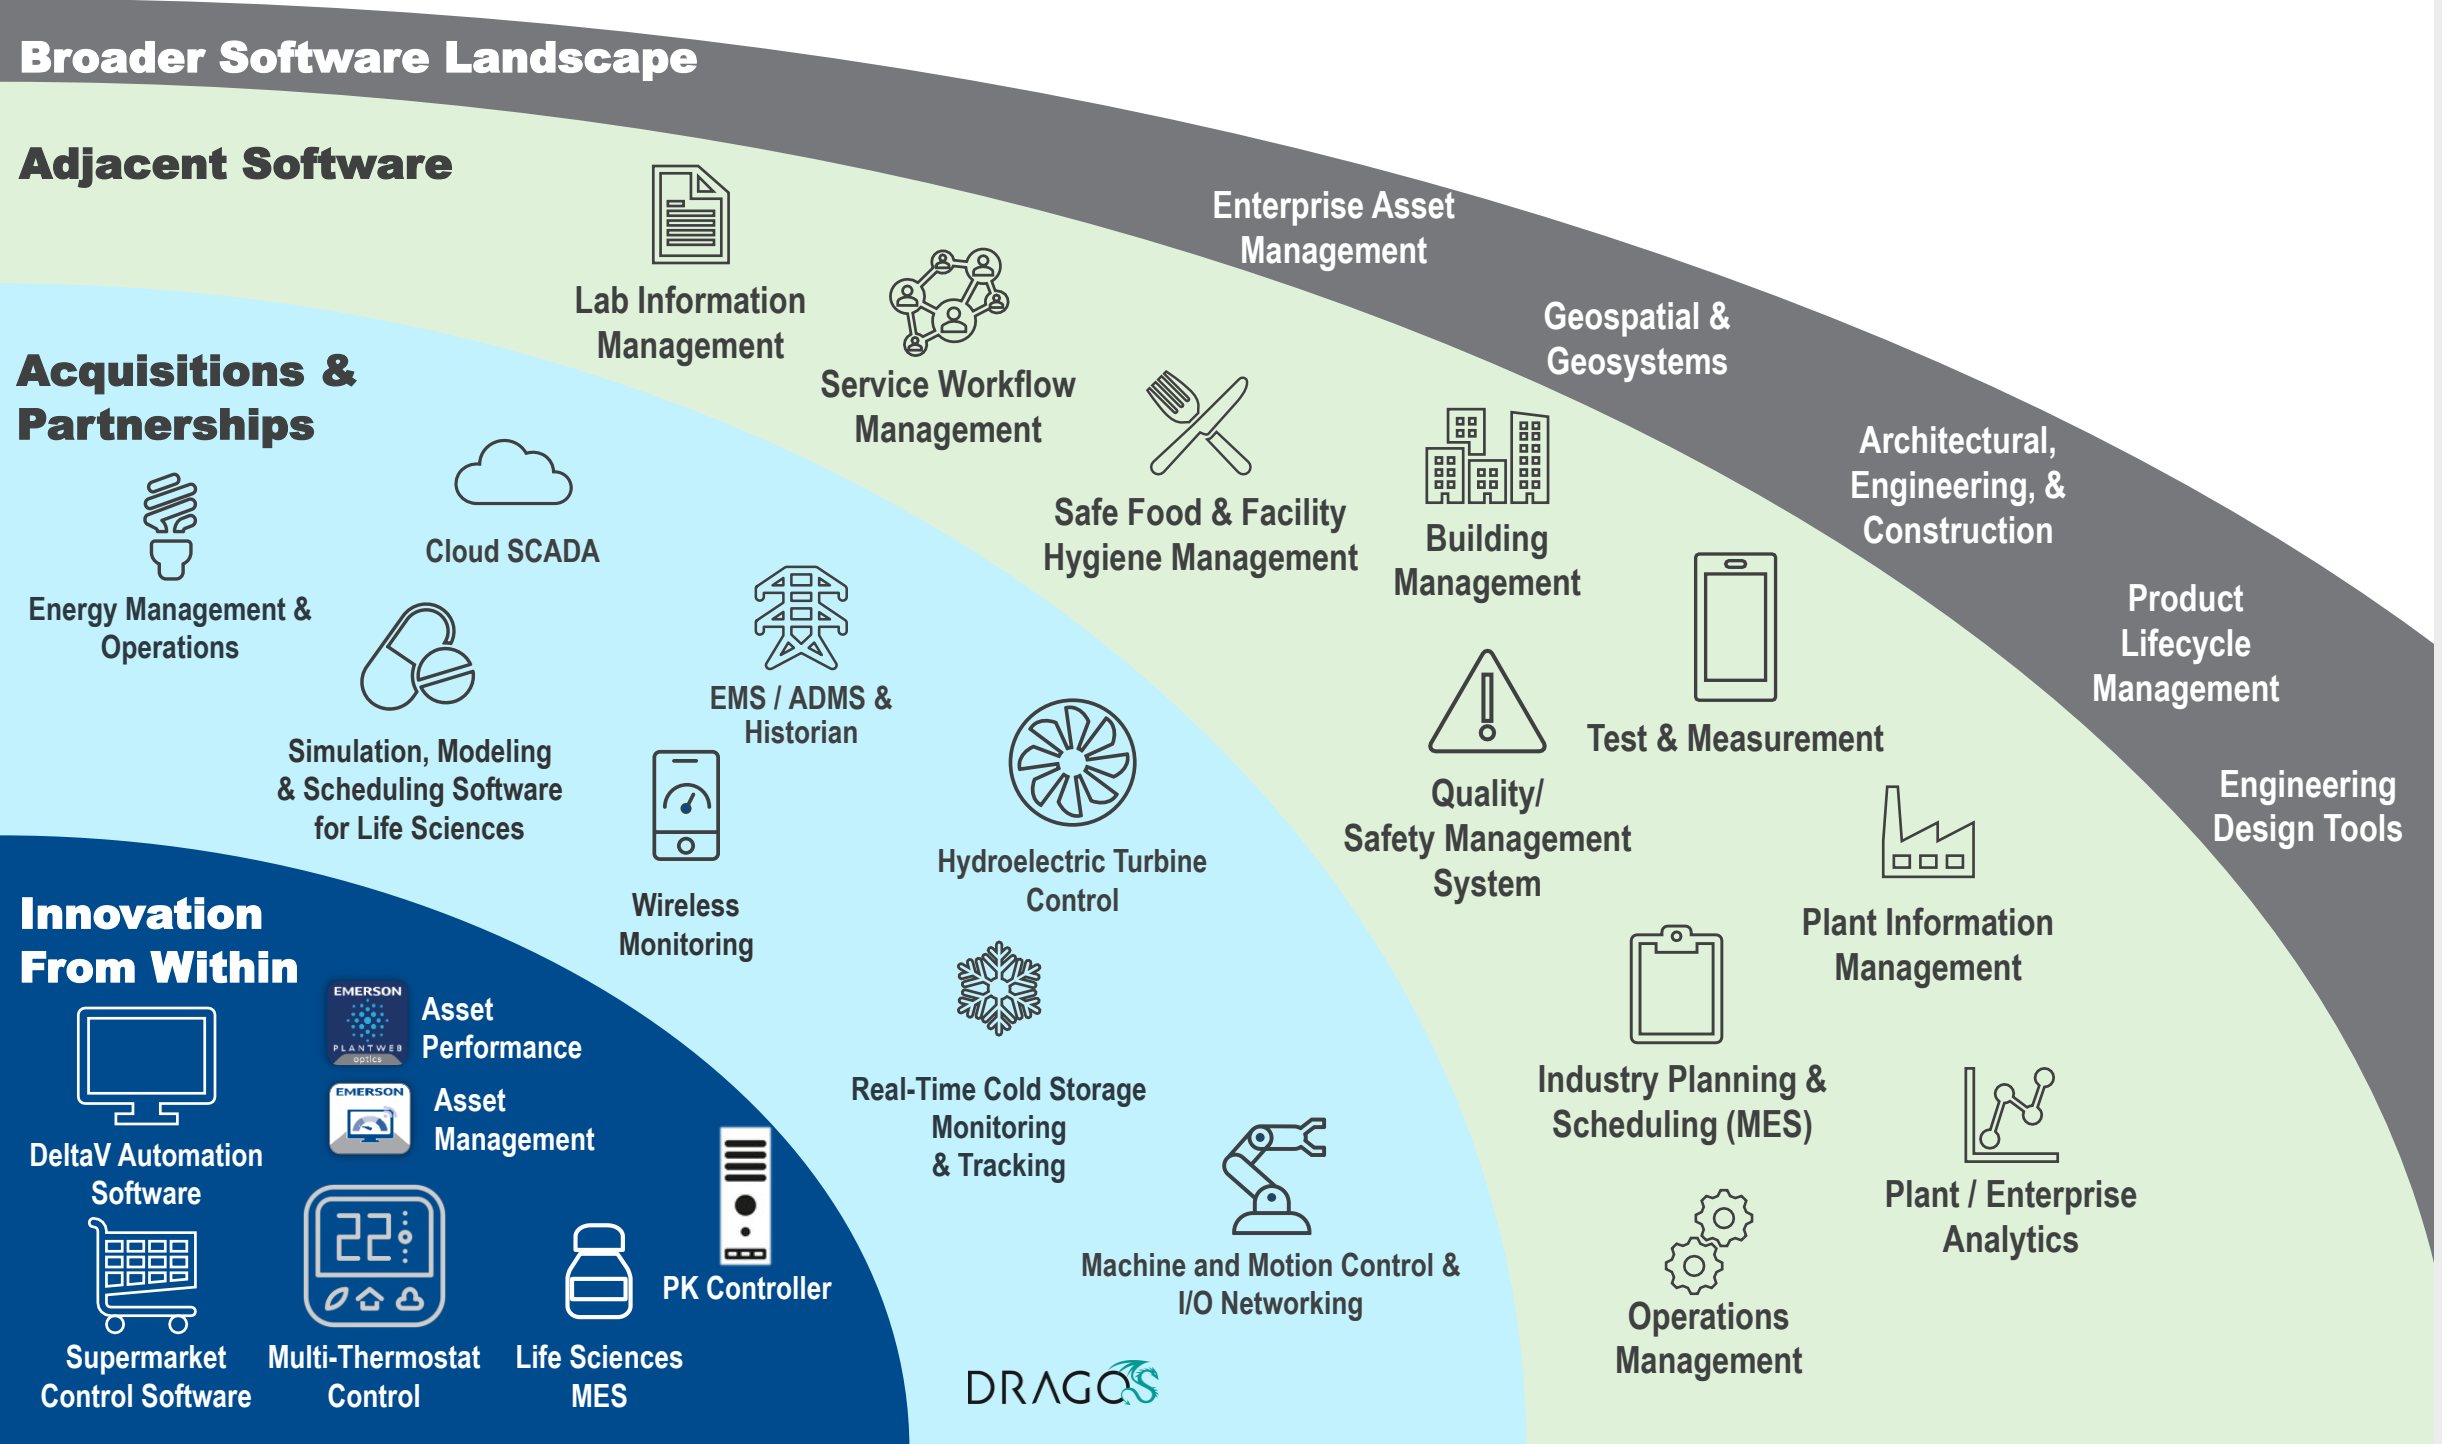 Broader Software Landscape
Enterprise Asset
Management
Geospatial &
Geosystems
Architectural,
Engineering, &
Construction
Product
Lifecycle
Management
Engineering
Design Tools
Adjacent Software
Lab Information
Management
Service Workflow
Management
Safe Food & Facility
Hygiene Management
Building
Management
Test & Measurement
Quality/
Safety Management
System
Plant Information
Management
Industry Planning &
Scheduling (MES)
Plant / Enterprise
Analytics
Operations
Management
Acquisitions &
Partnerships
Energy Management &
Operations
Cloud SCADA
Simulation, Modeling
& Scheduling Software
for Life Sciences
EMS / ADMS &
Historian
Wireless
Monitoring
Hydroelectric Turbine
Control
Real-Time Cold Storage
Monitoring
& Tracking
Machine and Motion Control &
I/O Networking
DRAGOS
Innovation
From Within
DeltaV Automation
Software
EMERSON
PLANTWEB
optics
Asset
Performance
EMERSON
Asset
Management
PK Controller
Supermarket
Control Software
22
Multi-Thermostat
Control
Life Sciences
MES